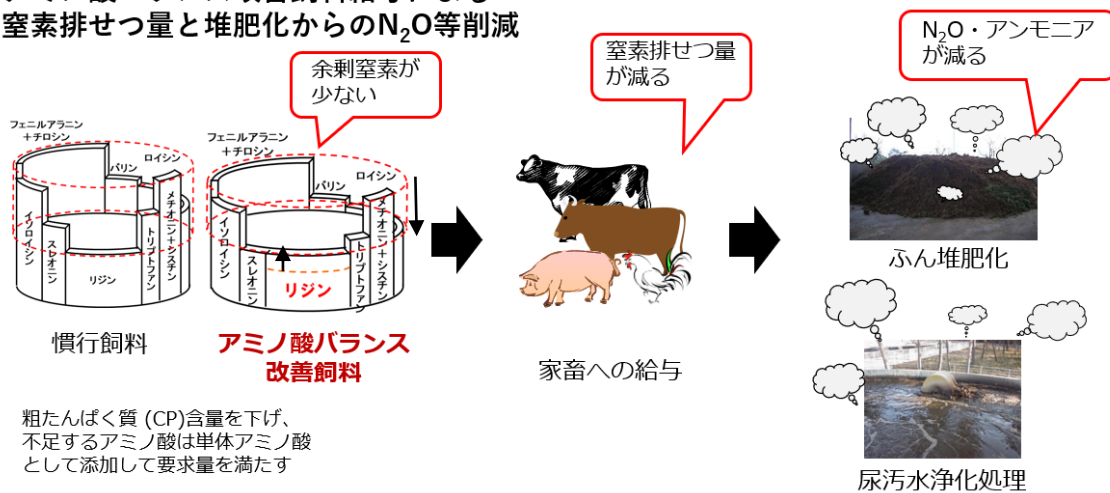 窒素排せつ量と堆肥化からのN₂O等削減
余剰窒素が
少ない
窒素排せつ量
が減る
N₂O・アンモニア
が減る
フェニルアラニン
+チロシン
バリン
ロイシン
イソロイシン
スレオニン
リジン
トリプトファン
メチオニン+シスチン
フェニルアラニン
+チロシン
バリン
ロイシン
イソロイシン
スレオニン
リジン
トリプトファン
メチオニン+シスチン
慣行飼料
アミノ酸バランス
改善飼料
家畜への給与
ふん堆肥化
粗たんぱく質 (CP)含量を下げ、
不足するアミノ酸は単体アミノ酸
として添加して要求量を満たす
尿汚水浄化処理